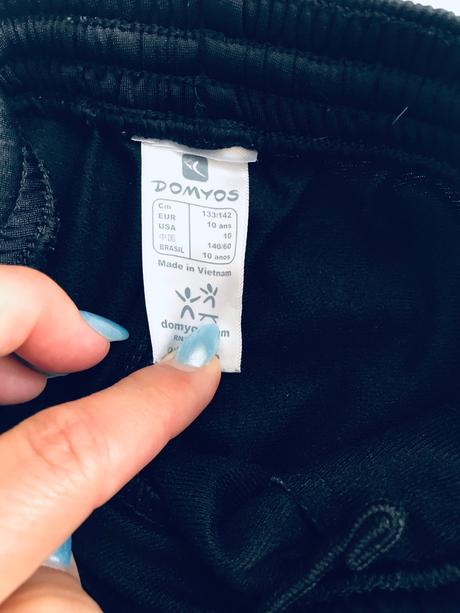 DOMYOS
Cm 133/142
EUR 10 ans
USA 10
中国 140/60
BRASIL 10 anos
Made in Vietnam
RN